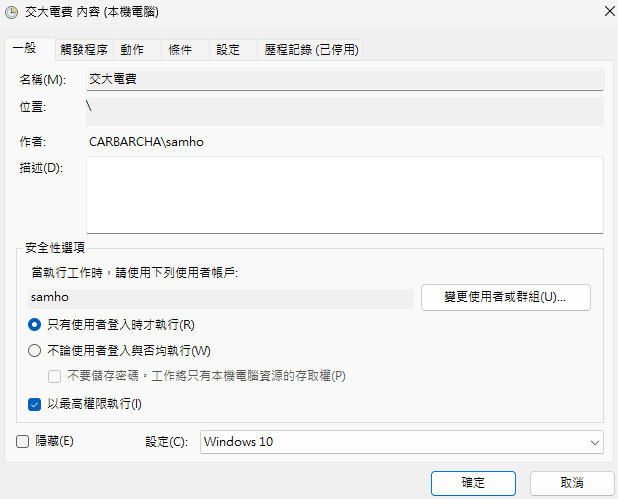 交大電費 內容 (本機電腦)
一般 觸發程序 動作 條件 設定 歷程記錄 (已停用)
名稱(M): 交大電費
位置: \
作者: CARBARCHA\samho
描述(D):
安全性選項
當執行工作時，請使用下列使用者帳戶:
samho 變更使用者或群組(U)...
只有使用者登入時才執行(R)
不論使用者登入與否均執行(W)
不要儲存密碼。工作將只有本機電腦資源的存取權(P)
以最高權限執行(I)
隱藏(E) 設定(C): Windows 10
確定 取消